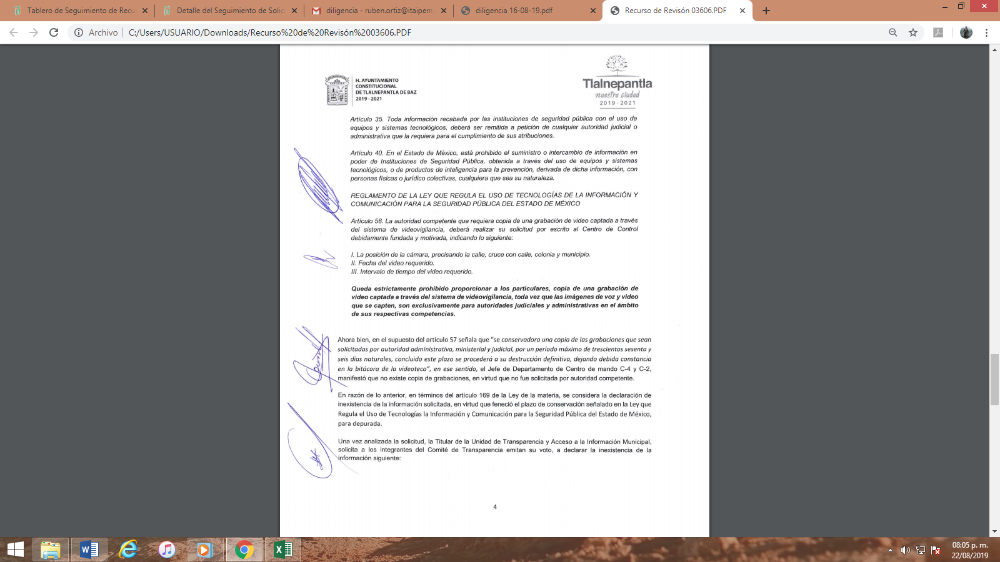 Tablero de Seguimiento de Recu
Detalle del Seguimiento de Solic
diligencia - ruben.ortiz@itaipem.
diligencia 16-08-19.pdf
Recurso de Revisón 03606.PDF
Archivo
C:/Users/USUARIO/Downloads/Recurso%20de%20Revisón%2003606.PDF
H. AYUNTAMIENTO
CONSTITUCIONAL
DE TLALNEPANTLA DE BAZ
2019 - 2021
Tlalnepantla
nuestra ciudad
2019-2021
Artículo 35. Toda información recabada por las instituciones de seguridad pública con el uso de
equipos y sistemas tecnológicos, deberá ser remitida a petición de cualquier autoridad judicial o
administrativa que la requiera para el cumplimiento de sus atribuciones.
Artículo 40. En el Estado de México, está prohibido el suministro o intercambio de información en
poder de Instituciones de Seguridad Pública, obtenida a través del uso de equipos y sistemas
tecnológicos, o de productos de inteligencia para la prevención, derivada de dicha información, con
personas físicas o jurídico colectivas, cualquiera que sea su naturaleza.
REGLAMENTO DE LA LEY QUE REGULA EL USO DE TECNOLOGÍAS DE LA INFORMACIÓN Y
COMUNICACIÓN PARA LA SEGURIDAD PÚBLICA DEL ESTADO DE MÉXICO
Artículo 58. La autoridad competente que requiera copia de una grabación de video captada a través
del sistema de videovigilancia, deberá realizar su solicitud por escrito al Centro de Control
debidamente fundada y motivada, indicando lo siguiente:
I. La posición de la cámara, precisando la calle, cruce con calle, colonia y municipio.
II. Fecha del video requerido.
III. Intervalo de tiempo del video requerido.
Queda estrictamente prohibido proporcionar a los particulares, copia de una grabación de
video captada a través del sistema de videovigilancia, toda vez que las imágenes de voz y video
que se capten, son exclusivamente para autoridades judiciales y administrativas en el ámbito
de sus respectivas competencias.
Ahora bien, en el supuesto del artículo 57 señala que “se conservadora una copia de las grabaciones que sean
solicitadas por autoridad administrativa, ministerial y judicial, por un período máximo de trescientos sesenta y
seis días naturales, concluido este plazo se procederá a su destrucción definitiva, dejando debida constancia
en la bitácora de la videoteca”, en ese sentido, el Jefe de Departamento de Centro de mando C-4 y C-2,
manifestó que no existe copia de grabaciones, en virtud que no fue solicitada por autoridad competente.
En razón de lo anterior, en términos del artículo 169 de la Ley de la materia, se considera la declaración de
inexistencia de la información solicitada, en virtud que feneció el plazo de conservación señalado en la Ley que
Regula el Uso de Tecnologías la Información y Comunicación para la Seguridad Pública del Estado de México,
para depurada.
Una vez analizada la solicitud, la Titular de la Unidad de Transparencia y Acceso a la Información Municipal,
solicita a los integrantes del Comité de Transparencia emitan su voto, a declarar la inexistencia de la
información siguiente:
4
08:05 p. m.
22/08/2019